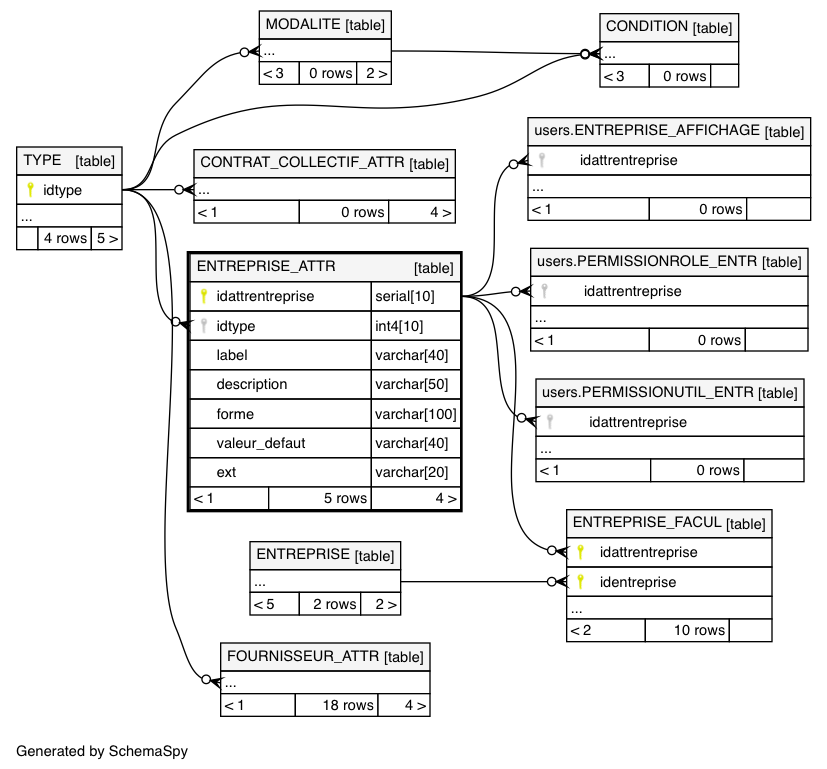 MODALITE [table]
...
< 3 0 rows 2 >
CONDITION [table]
...
< 3 0 rows
TYPE [table]
idtype
...
4 rows 5 >
CONTRAT_COLLECTIF_ATTR [table]
...
< 1 0 rows 4 >
users.ENTREPRISE_AFFICHAGE [table]
idattrentreprise
...
< 1 0 rows
ENTREPRISE_ATTR [table]
idattrentreprise serial[10]
idtype int4[10]
label varchar[40]
description varchar[50]
forme varchar[100]
valeur_defaut varchar[40]
ext varchar[20]
< 1 5 rows 4 >
users.PERMISSIONROLE_ENTR [table]
idattrentreprise
...
< 1 0 rows
users.PERMISSIONUTIL_ENTR [table]
idattrentreprise
...
< 1 0 rows
ENTREPRISE_FACUL [table]
idattrentreprise
identreprise
...
< 2 10 rows
ENTREPRISE [table]
...
< 5 2 rows 2 >
FOURNISSEUR_ATTR [table]
...
< 1 18 rows 4 >
Generated by SchemaSpy